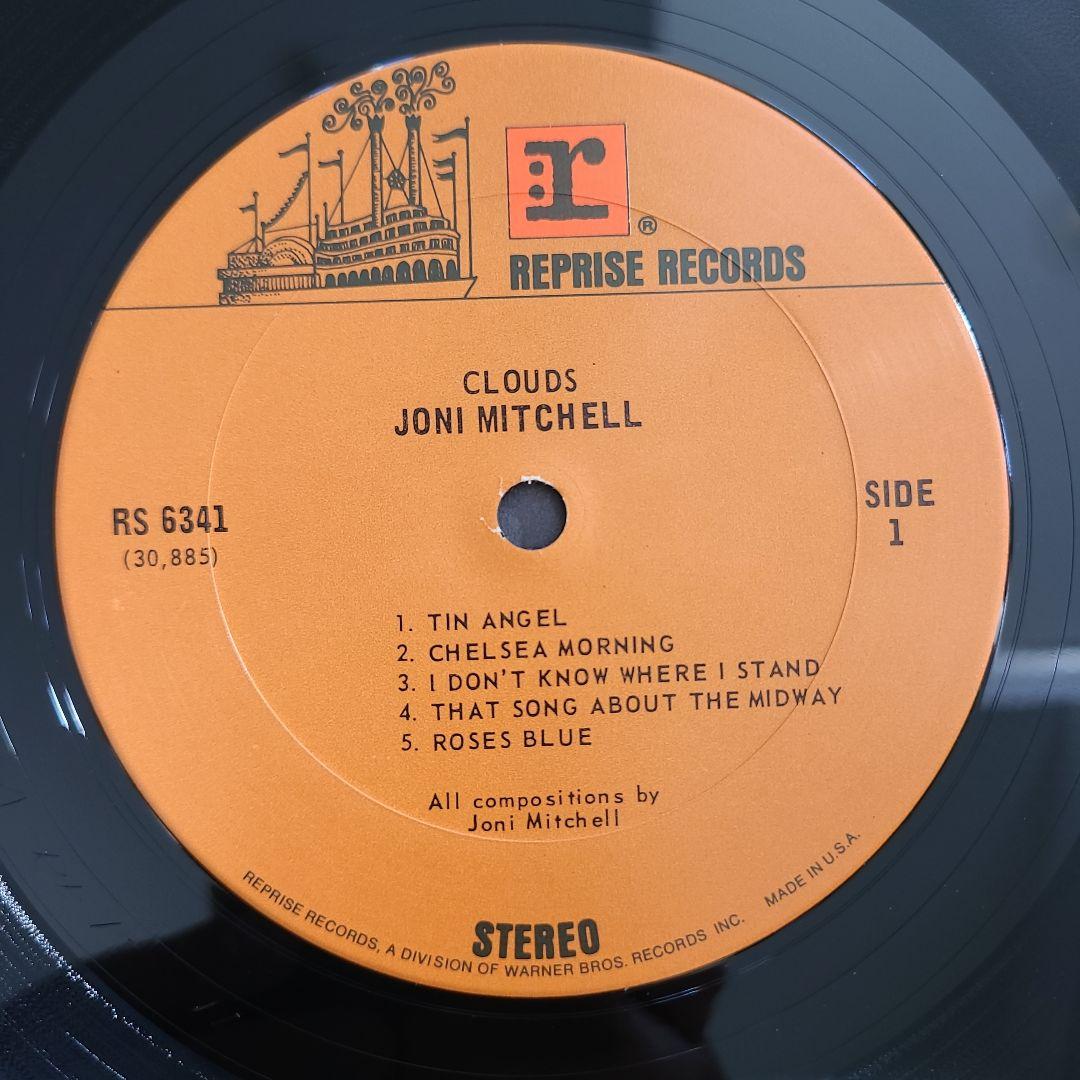 r
®
REPRISE RECORDS
CLOUDS
JONI MITCHELL
RS 6341
(30,885)
SIDE
1
1. TIN ANGEL
2. CHELSEA MORNING
3. I DON'T KNOW WHERE I STAND
4. THAT SONG ABOUT THE MIDWAY
5. ROSES BLUE
All compositions by
Joni Mitchell
STEREO
REPRISE RECORDS, A DIVISION OF WARNER BROS. RECORDS INC. MADE IN U.S.A.